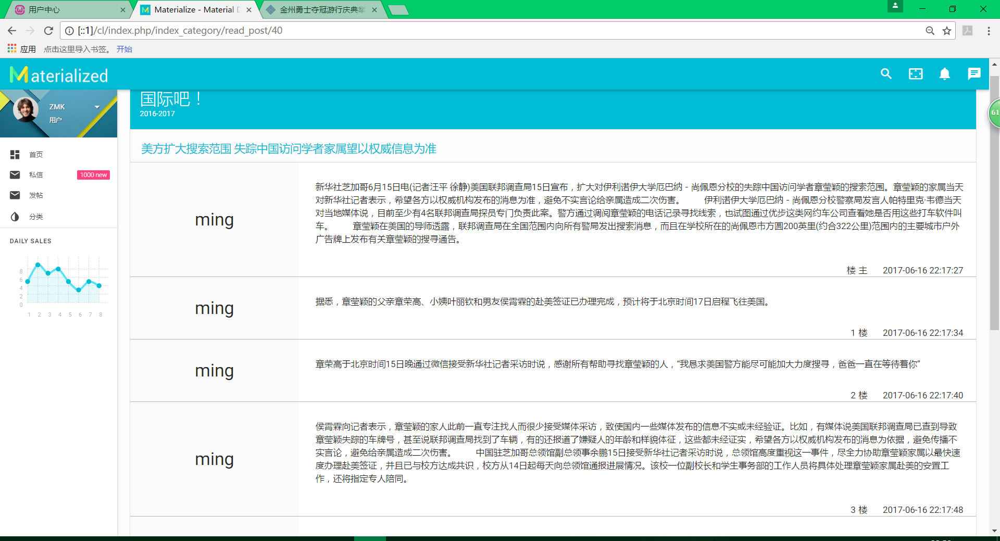 用户中心
Materialize - Material D
金州勇士夺冠游行庆典举
[::1]/cl/index.php/index_category/read_post/40
应用 点击这里导入书签。 开始
Materialized
ZMK
用户
国际吧！
2016-2017
61
首页
私信 1000 new
发帖
分类
DAILY SALES
8
6
4
2
0
1 2 3 4 5 6 7 8
美方扩大搜索范围 失踪中国访问学者家属望以权威信息为准
ming
新华社芝加哥6月15日电(记者汪平 徐静)美国联邦调查局15日宣布，扩大对伊利诺伊大学厄巴纳－尚佩恩分校的失踪中国访问学者章莹颖的搜索范围。章莹颖的家属当天
对新华社记者表示，希望各方以权威机构发布的消息为准，避免不实言论给亲属造成二次伤害。 伊利诺伊大学厄巴纳－尚佩恩分校警察局发言人帕特里克·韦德当天
对当地媒体说，目前至少有4名联邦调查局探员专门负责此案。警方通过调阅章莹颖的电话记录寻找线索，也试图通过优步这类网约车公司查看她是否用这些打车软件叫
车。 章莹颖在美国的导师透露，联邦调查局在全国范围内向所有警局发出搜索消息，而且在学校所在的尚佩恩市方圆200英里(约合322公里)范围内的主要城市户外
广告牌上发布有关章莹颖的搜寻通告。
楼 主 2017-06-16 22:17:27
ming
据悉，章莹颖的父亲章荣高、小姨叶丽钦和男友侯霄霖的赴美签证已办理完成，预计将于北京时间17日启程飞往美国。
1 楼 2017-06-16 22:17:34
ming
章荣高于北京时间15日晚通过微信接受新华社记者采访时说，感谢所有帮助寻找章莹颖的人，“我恳求美国警方能尽可能加大力度搜寻，爸爸一直在等待着你”
2 楼 2017-06-16 22:17:40
ming
侯霄霖向记者表示，章莹颖的家人此前一直专注找人而很少接受媒体采访，致使国内一些媒体发布的信息不实或未经验证。比如，有媒体说美国联邦调查局已查到导致
章莹颖失踪的车牌号，甚至说联邦调查局找到了车辆，有的还报道了嫌疑人的年龄和样貌体征，这些都未经证实，希望各方以权威机构发布的消息为依据，避免传播不
实言论，避免给亲属造成二次伤害。 中国驻芝加哥总领馆副总领事余鹏15日接受新华社记者采访时说，总领馆高度重视这一事件，尽全力协助章莹颖家属以最快速
度办理赴美签证，并且已与校方达成共识，校方从14日起每天向总领馆通报进展情况。该校一位副校长和学生事务部的工作人员将具体处理章莹颖家属赴美的安置工
作，还将指定专人陪同。
3 楼 2017-06-16 22:17:48